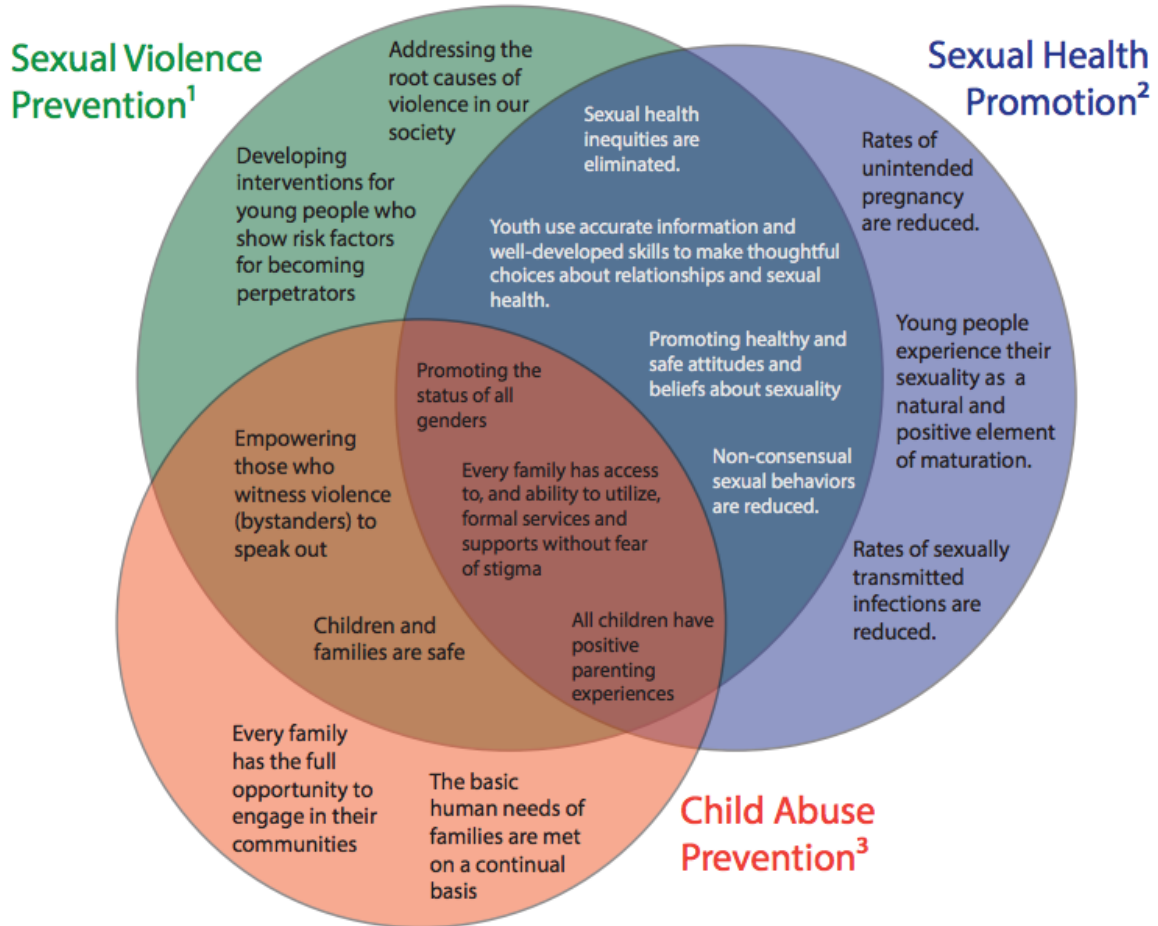 Sexual Violence
Prevention¹
Addressing the
root causes of
violence in our
society
Developing
interventions for
young people who
show risk factors
for becoming
perpetrators
Sexual Health
Promotion²
Sexual health
inequities are
eliminated.
Rates of
unintended
pregnancy
are reduced.
Youth use accurate information and
well-developed skills to make thoughtful
choices about relationships and sexual
health.
Promoting healthy and
safe attitudes and
beliefs about sexuality
Young people
experience their
sexuality as a
natural and
positive element
of maturation.
Promoting the
status of all
genders
Empowering
those who
witness violence
(bystanders) to
speak out
Every family has access
to, and ability to utilize,
formal services and
supports without fear
of stigma
Non-consensual
sexual behaviors
are reduced.
Rates of sexually
transmitted
infections are
reduced.
Children and
families are safe
All children have
positive
parenting
experiences
Every family
has the full
opportunity to
engage in their
communities
The basic
human needs of
families are met
on a continual
basis
Child Abuse
Prevention³